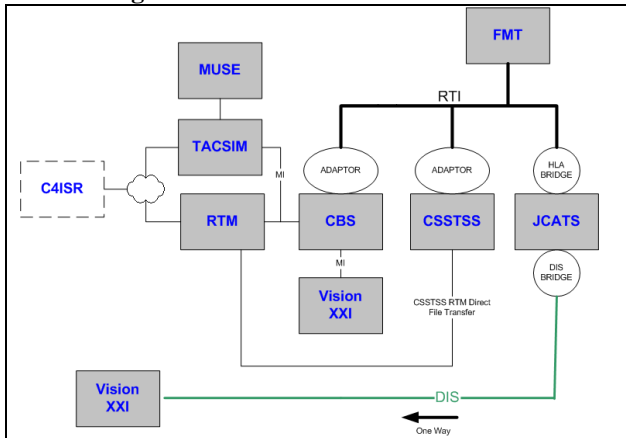 FMT
MUSE
RTI
TACSIM
ADAPTOR
ADAPTOR
HLA
BRIDGE
MI
C4ISR
RTM
CBS
CSSTSS
JCATS
DIS
BRIDGE
MI
CSSTSS RTM Direct
File Transfer
Vision
XXI
Vision
XXI
DIS
One Way